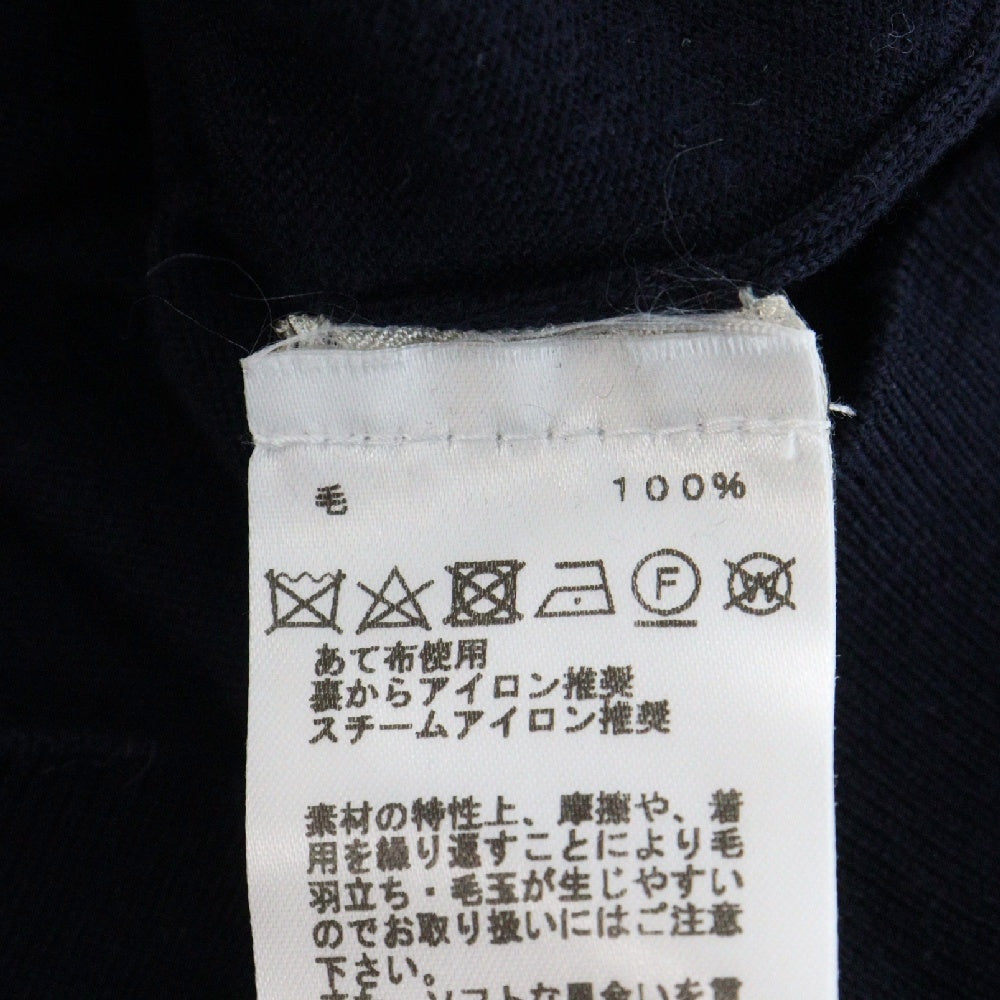 毛 100%
F W
あて布使用
裏からアイロン推奨
スチームアイロン推奨
素材の特性上、摩擦や、着
用を繰り返すことにより毛
羽立ち・毛玉が生じやすい
のでお取り扱いにはご注意
下さい。